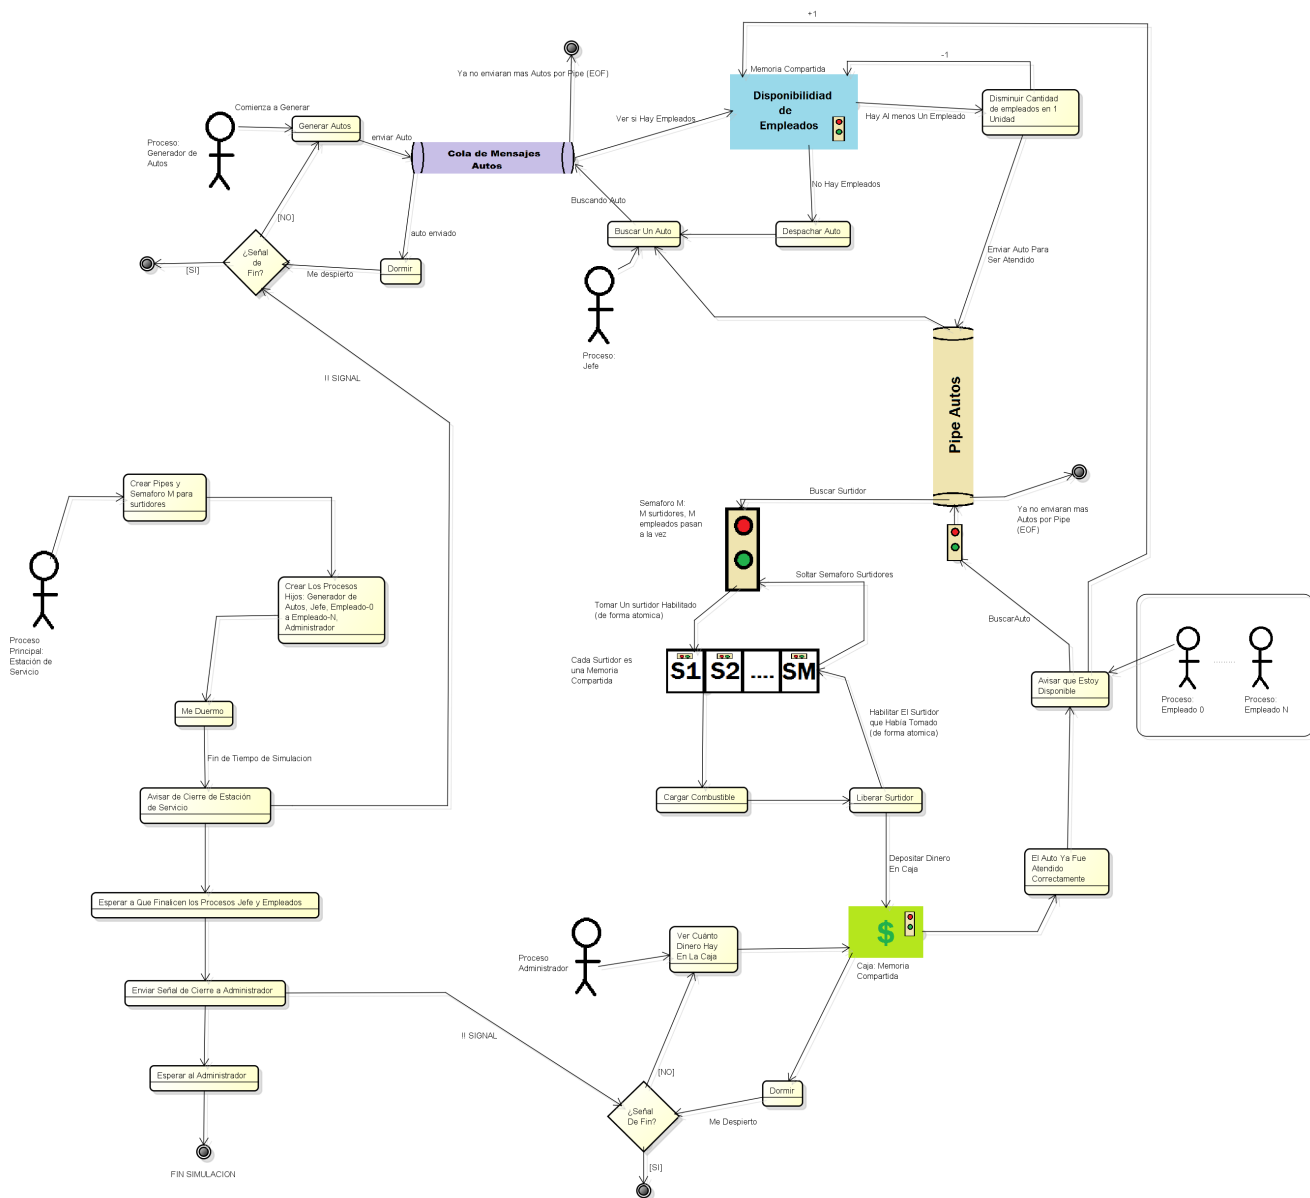 +1
-1
Ya no enviaran mas Autos por Pipe (EOF)
Memoria Compartida
Disponibilidiad
de
Empleados
Hay Al menos Un Empleado
Disminuir Cantidad
de empleados en 1
Unidad
Comienza a Generar
Generar Autos
enviar Auto
Ver si Hay Empleados
Proceso:
Generador de
Autos
Cola de Mensajes
Autos
No Hay Empleados
Buscando Auto
[NO]
auto enviado
Buscar Un Auto
Despachar Auto
Enviar Auto Para
Ser Atendido
¿Señal
de
Fin?
[SI]
Me despierto
Dormir
Proceso:
Jefe
!! SIGNAL
Pipe Autos
Crear Pipes y
Semaforo M para
surtidores
Buscar Surtidor
Semaforo M:
M surtidores, M
empleados pasan
a la vez
Ya no enviaran mas
Autos por Pipe
(EOF)
Soltar Semaforo Surtidores
Crear Los Procesos
Hijos: Generador de
Autos, Jefe, Empleado-0
a Empleado-N,
Administrador
Tomar Un surtidor Habilitado
(de forma atomica)
BuscarAuto
Proceso
Principal:
Estación de
Servicio
Cada Surtidor es
una Memoria
Compartida
S1
S2
....
SM
Avisar que Estoy
Disponible
.........
Proceso:
Empleado 0
Proceso:
Empleado N
Me Duermo
Habilitar El Surtidor
que Había Tomado
(de forma atomica)
Fin de Tiempo de Simulacion
Avisar de Cierre de Estación
de Servicio
Cargar Combustible
Liberar Surtidor
Depositar Dinero
En Caja
El Auto Ya Fue
Atendido
Correctamente
Esperar a Que Finalicen los Procesos Jefe y Empleados
$
Ver Cuánto
Dinero Hay
En La Caja
Proceso
Administrador
Caja: Memoria
Compartida
Enviar Señal de Cierre a Administrador
!! SIGNAL
Esperar al Administrador
[NO]
Dormir
¿Señal
De Fin?
Me Despierto
[SI]
FIN SIMULACION